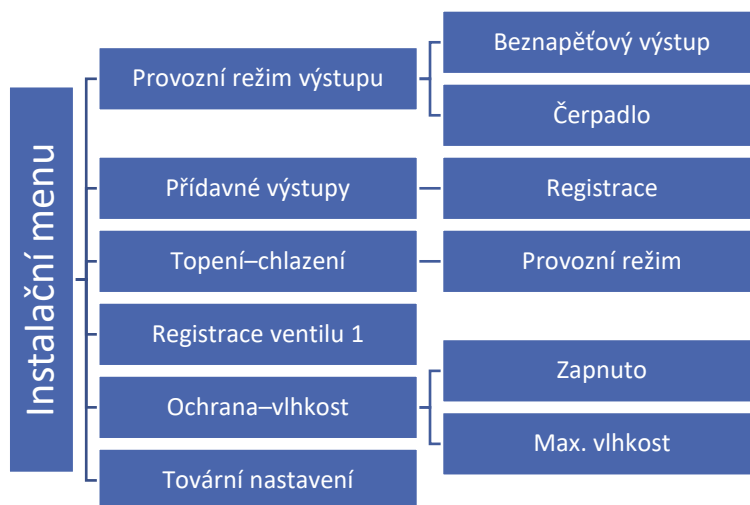 Instalační menu
Provozní režim výstupu
Beznapěťový výstup
Čerpadlo
Přídavné výstupy
Registrace
Topení–chlazení
Provozní režim
Registrace ventilu 1
Ochrana–vlhkost
Zapnuto
Max. vlhkost
Tovární nastavení